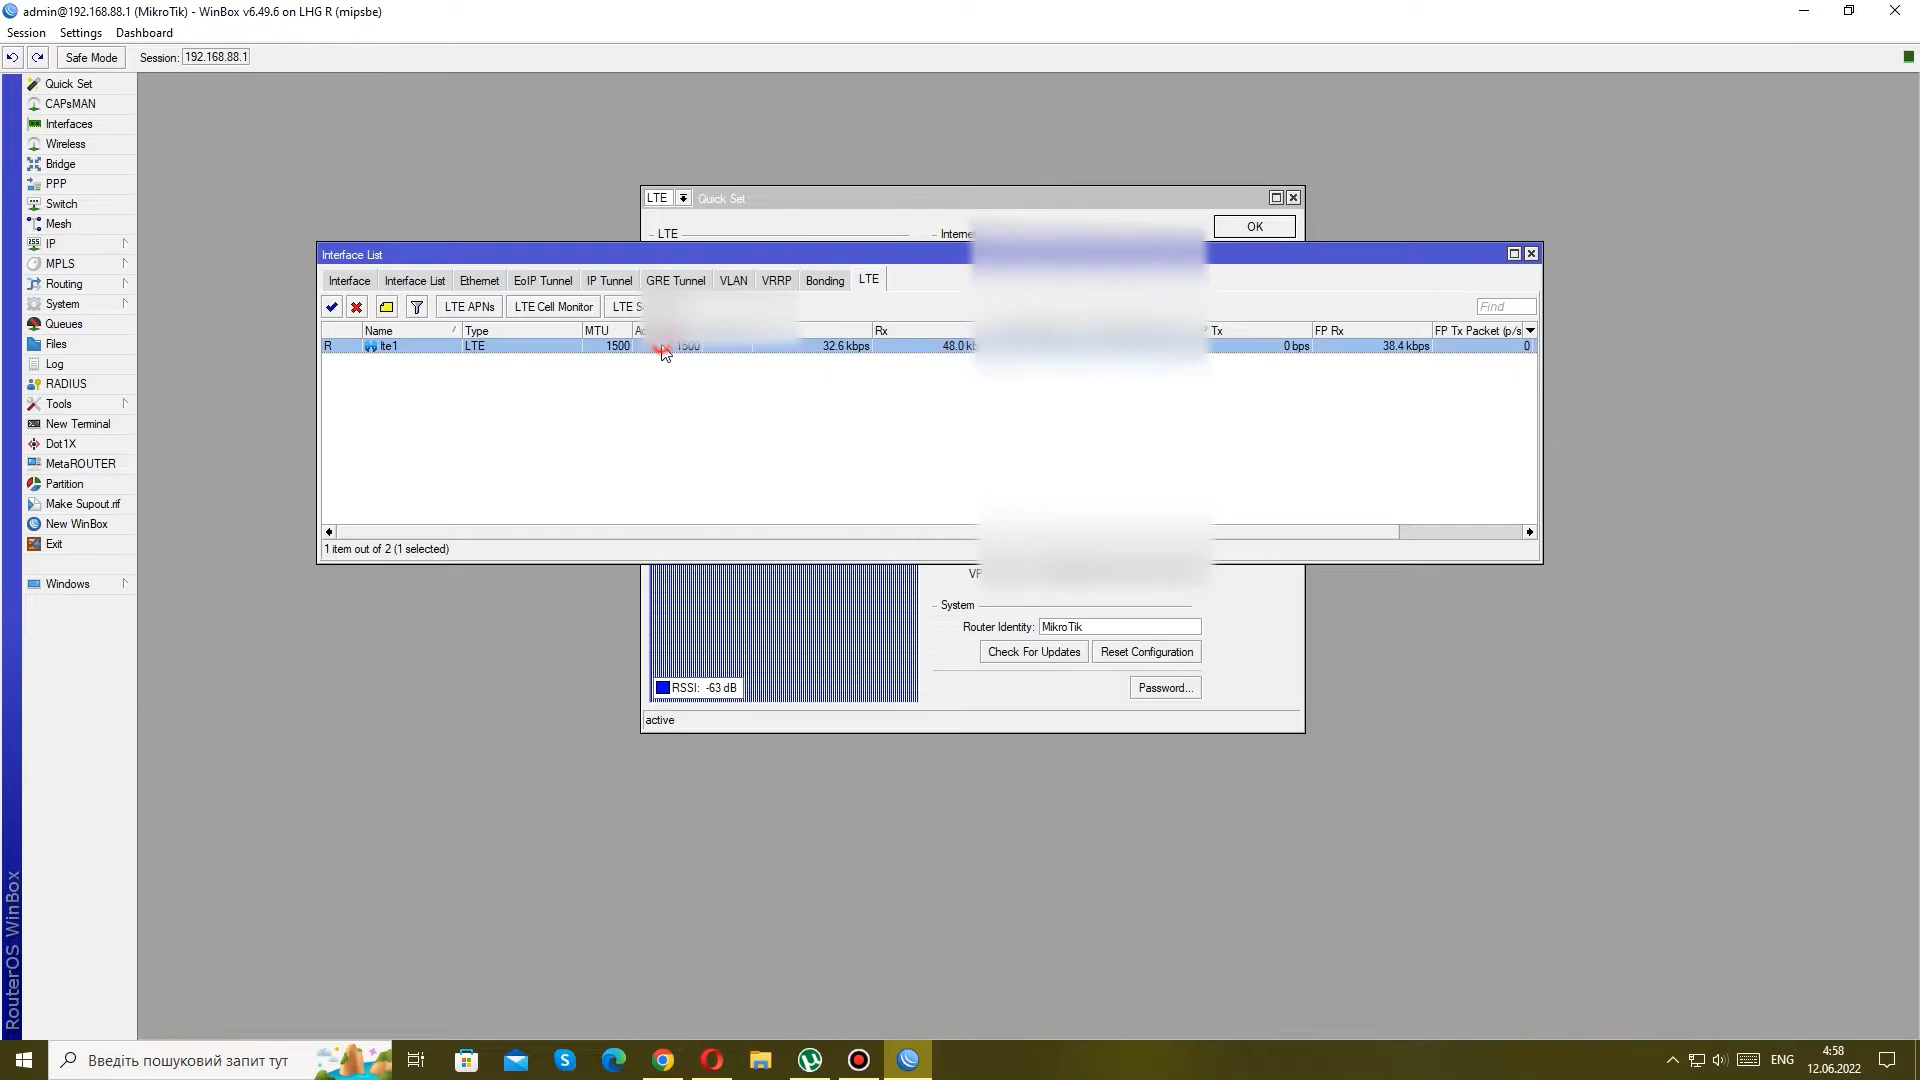 admin@192.168.88.1 (MikroTik) - WinBox v6.49.6 on LHG R (mipsbe)
Session Settings Dashboard
Safe Mode Session: 192.168.88.1
Quick Set
CAPsMAN
Interfaces
Wireless
Bridge
PPP
Switch
Mesh
IP
MPLS
Routing
System
Queues
Files
Log
RADIUS
Tools
New Terminal
Dot1X
MetaROUTER
Partition
Make Supout.rif
New WinBox
Exit
Windows
RouterOS WinBox
LTE Quick Set
LTE Internet
OK
Interface List
Interface Interface List Ethernet EoIP Tunnel IP Tunnel GRE Tunnel VLAN VRRP Bonding LTE
LTE APNs LTE Cell Monitor LTE Find
Name Type MTU Rx Tx FP Rx FP Tx Packet (p/s
R lte1 LTE 1500 1500 32.6 kbps 48.0 0 bps 38.4 kbps 0
1 item out of 2 (1 selected)
System
Router Identity: MikroTik
Check For Updates Reset Configuration
RSSI: -63 dB
Password...
active
Введіть пошуковий запит тут
ENG
4:58
12.06.2022